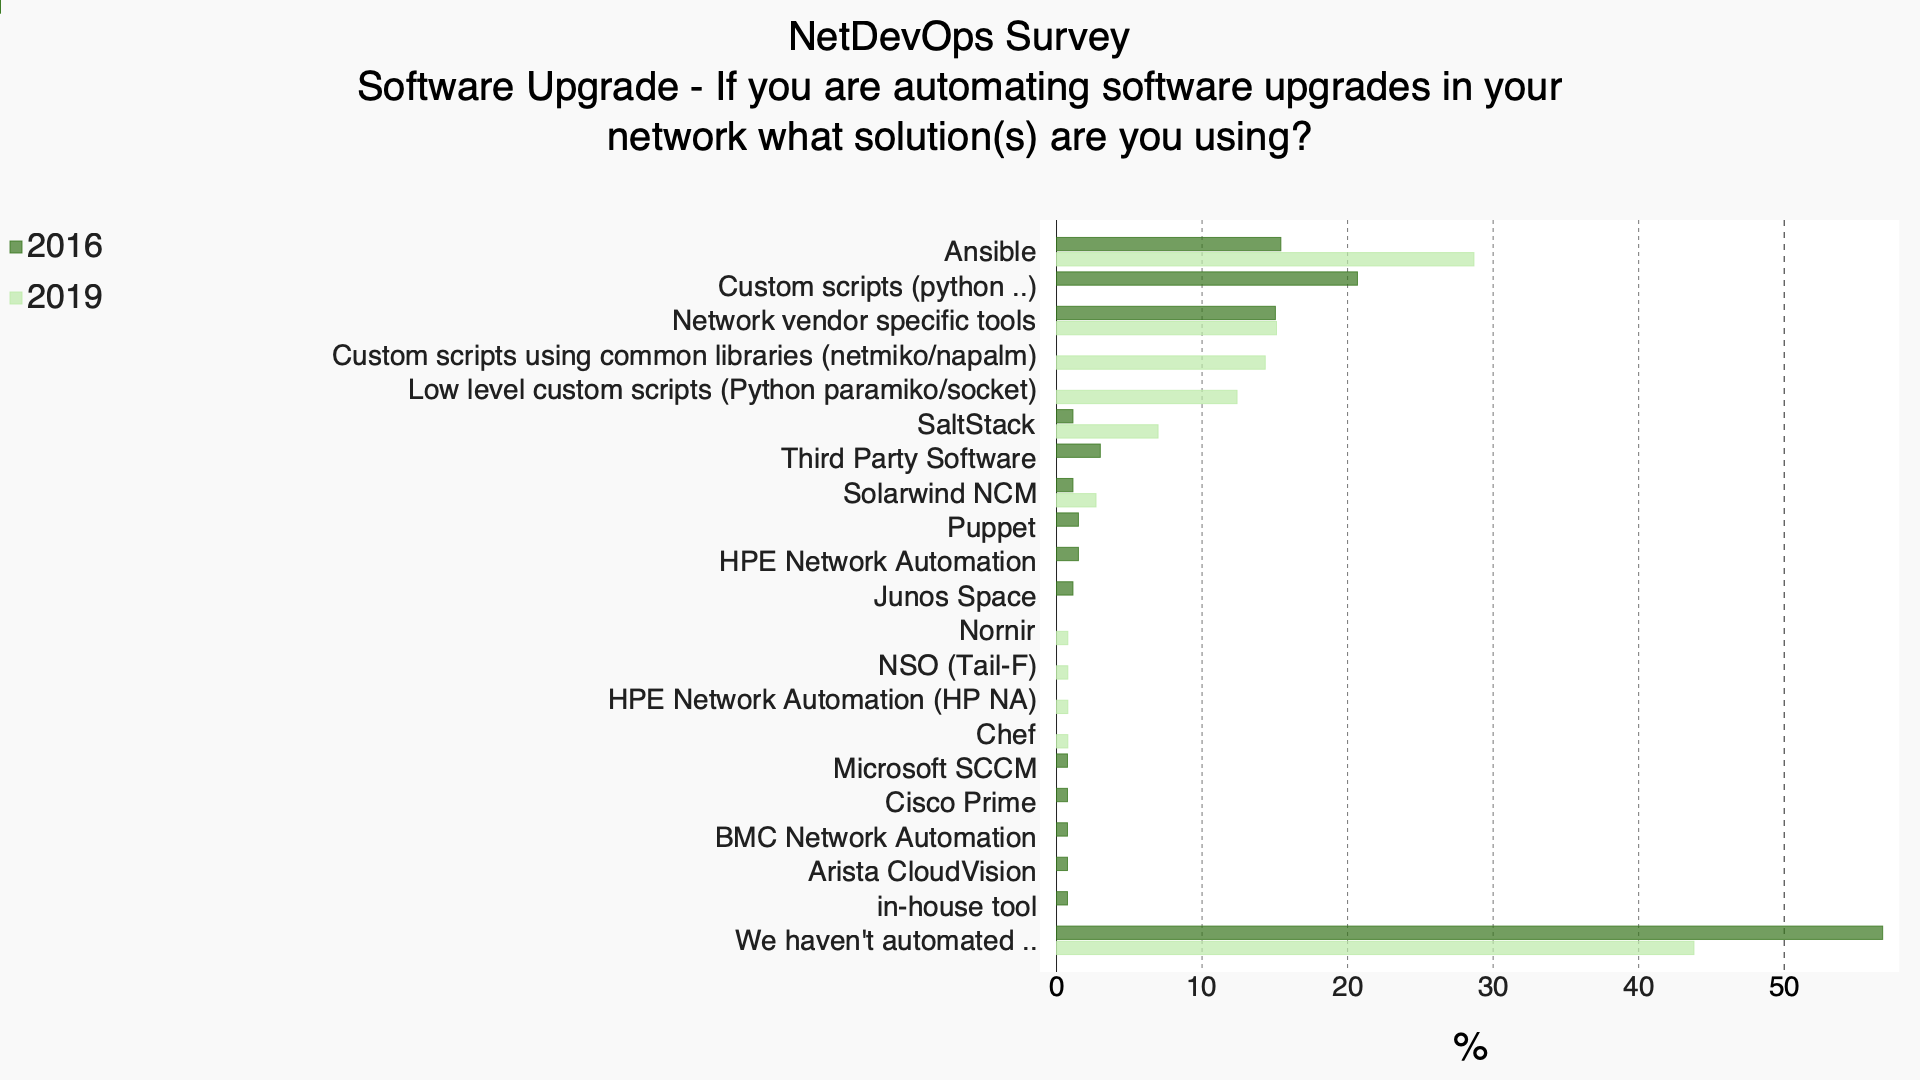 NetDevOps Survey
Software Upgrade - If you are automating software upgrades in your
network what solution(s) are you using?
2016
2019
Ansible
Custom scripts (python ..)
Network vendor specific tools
Custom scripts using common libraries (netmiko/napalm)
Low level custom scripts (Python paramiko/socket)
SaltStack
Third Party Software
Solarwind NCM
Puppet
HPE Network Automation
Junos Space
Nornir
NSO (Tail-F)
HPE Network Automation (HP NA)
Chef
Microsoft SCCM
Cisco Prime
BMC Network Automation
Arista CloudVision
in-house tool
We haven't automated ..
0 10 20 30 40 50
%